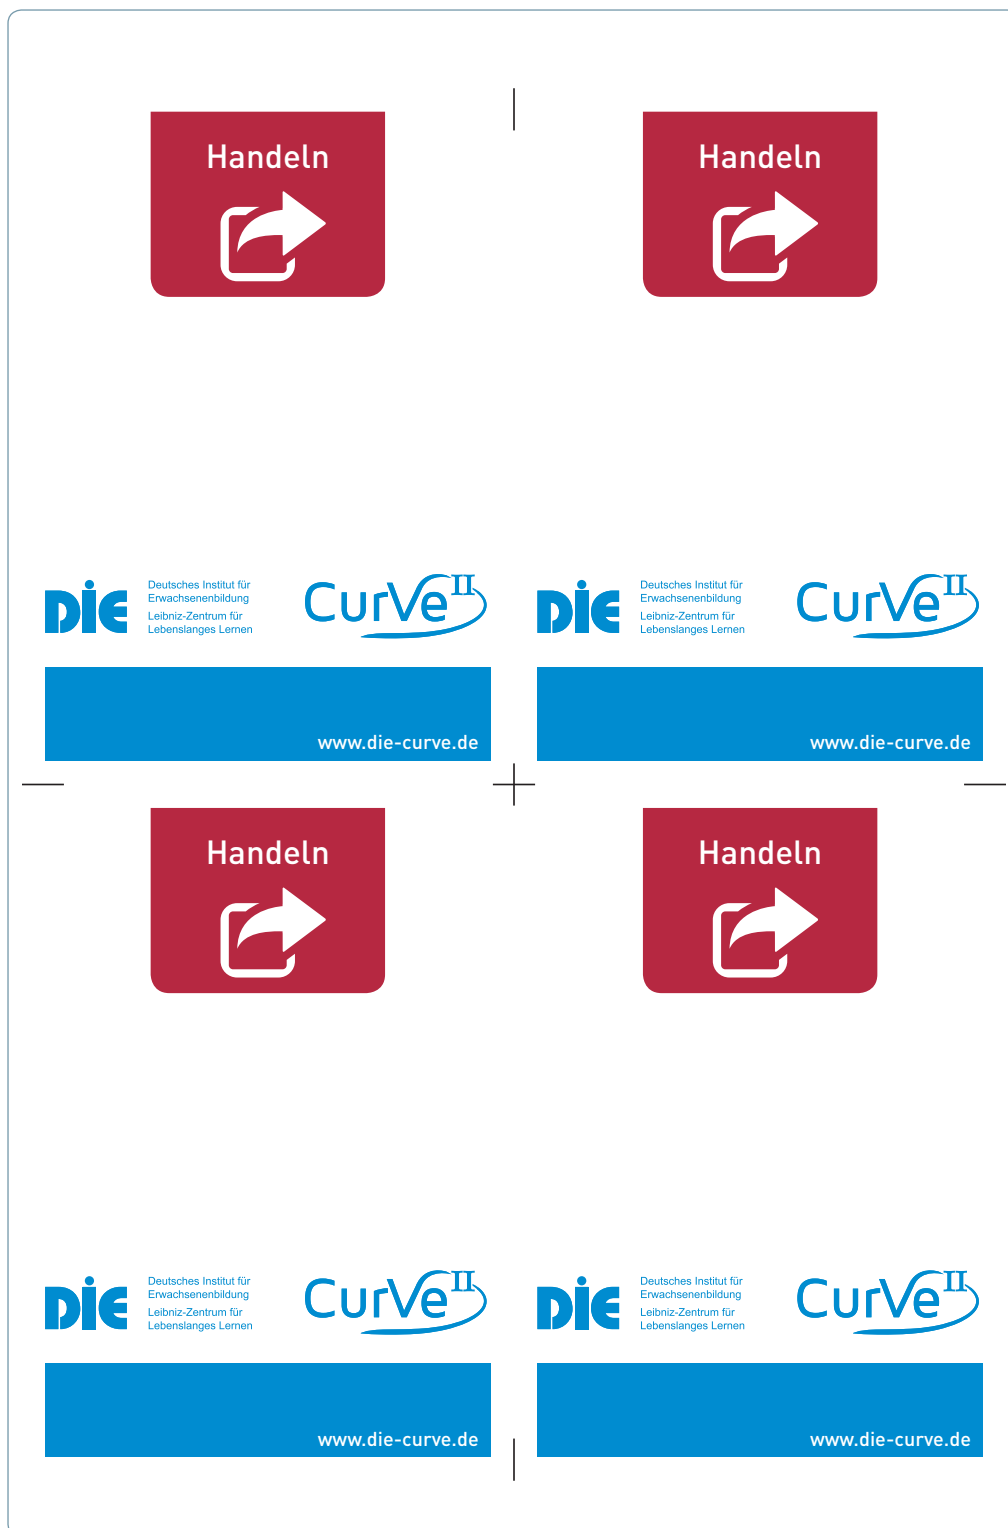 Handeln
Handeln
DIE
Deutsches Institut für
Erwachsenenbildung
Leibniz-Zentrum für
Lebenslanges Lernen
CurVe II
DIE
Deutsches Institut für
Erwachsenenbildung
Leibniz-Zentrum für
Lebenslanges Lernen
CurVe II
www.die-curve.de
www.die-curve.de
Handeln
Handeln
DIE
Deutsches Institut für
Erwachsenenbildung
Leibniz-Zentrum für
Lebenslanges Lernen
CurVe II
DIE
Deutsches Institut für
Erwachsenenbildung
Leibniz-Zentrum für
Lebenslanges Lernen
CurVe II
www.die-curve.de
www.die-curve.de